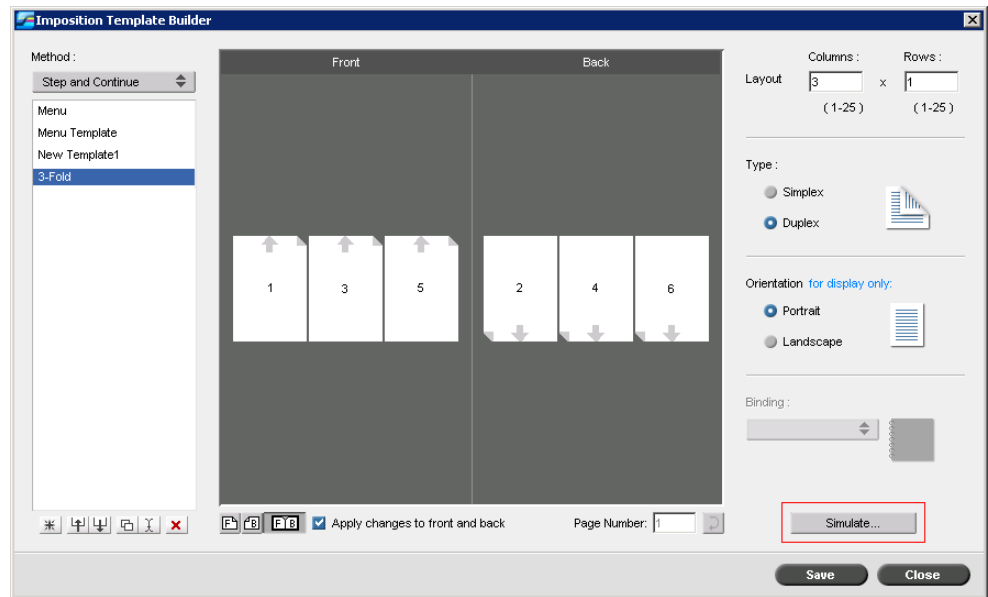 Imposition Template Builder
Method :
Step and Continue
Menu
Menu Template
New Template1
3-Fold
Front Back
1 3 5 2 4 6
F B F B Apply changes to front and back Page Number: 1
Columns : Rows :
Layout 3 x 1
( 1-25 ) ( 1-25 )
Type :
Simplex
Duplex
Orientation for display only:
Portrait
Landscape
Binding :
Simulate...
Save Close